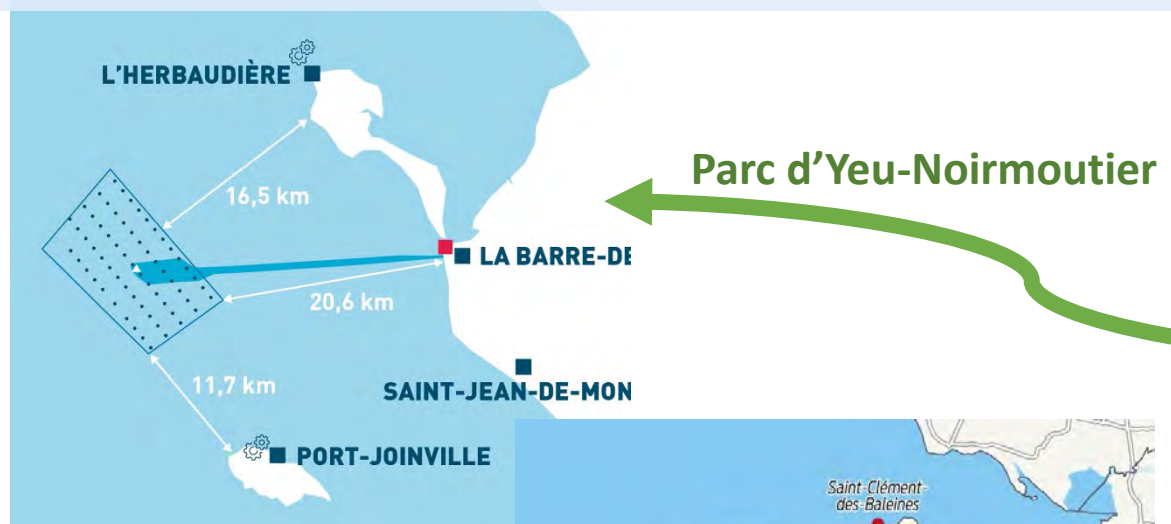 L'HERBAUDIÈRE
16,5 km
Parc d'Yeu-Noirmoutier
LA BARRE-DE
20,6 km
11,7 km
SAINT-JEAN-DE-MON
PORT-JOINVILLE
Saint-Clément-
des-Baleines